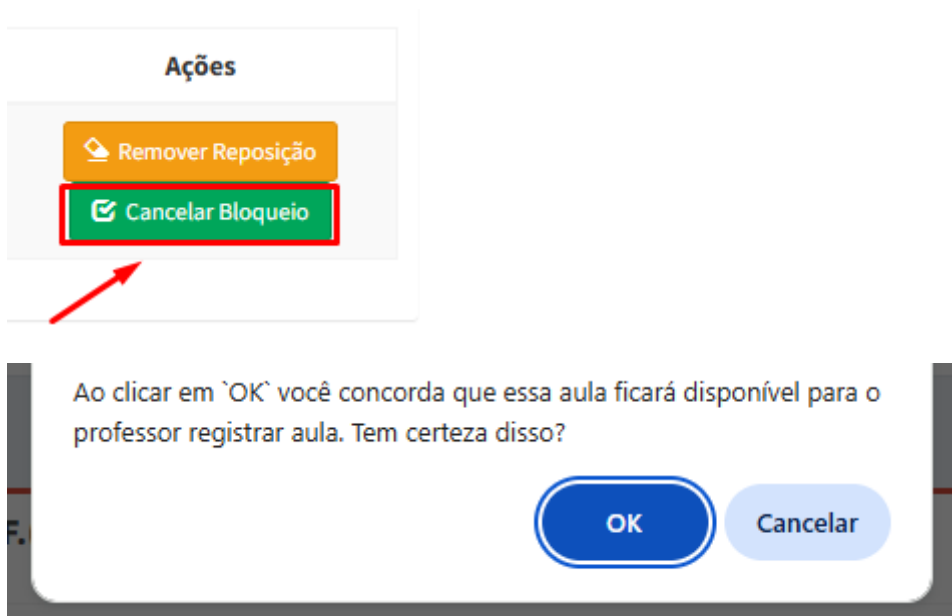 Ações
Remover Reposição
Cancelar Bloqueio
Ao clicar em `OK` você concorda que essa aula ficará disponível para o
professor registrar aula. Tem certeza disso?
OK
Cancelar
F.